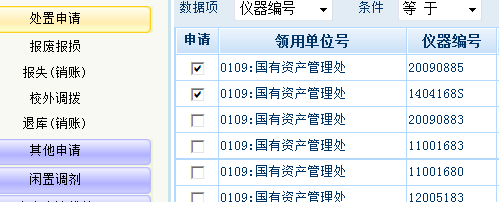 处置申请
报废报损
报失(销账)
校外调拨
退库(销账)
其他申请
闲置调剂
数据项 仪器编号 条件 等 于
申请 领用单位号 仪器编号
0109:国有资产管理处 20090885
0109:国有资产管理处 1404168S
0109:国有资产管理处 20090883
0109:国有资产管理处 11001683
0109:国有资产管理处 11001680
0109:国有资产管理处 12005183